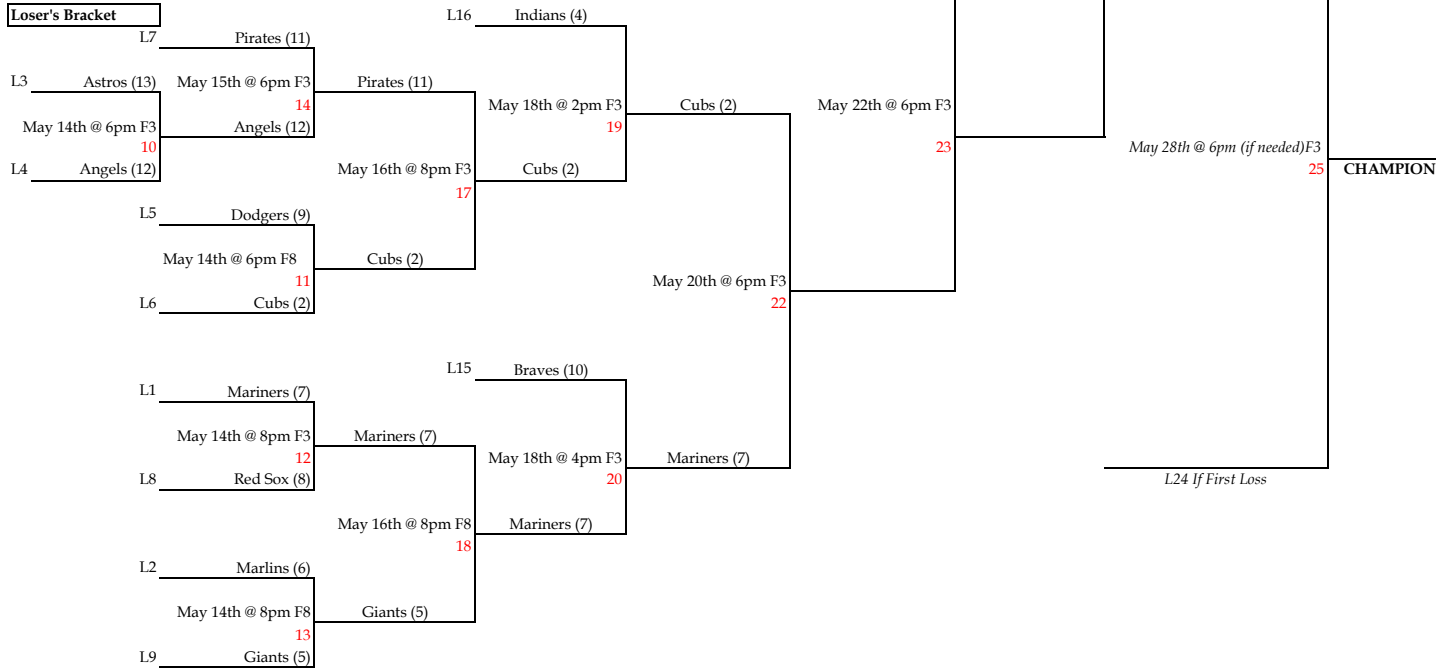 Loser's Bracket
L16
Indians (4)
L7
Pirates (11)
L3
Astros (13)
May 15th @ 6pm F3
14
Pirates (11)
May 14th @ 6pm F3
10
Angels (12)
L4
Angels (12)
May 18th @ 2pm F3
19
Cubs (2)
May 16th @ 8pm F3
17
Cubs (2)
L5
Dodgers (9)
May 14th @ 6pm F8
11
Cubs (2)
L6
Cubs (2)
May 22th @ 6pm F3
23
May 28th @ 6pm (if needed)F3
25
CHAMPION
May 20th @ 6pm F3
22
L15
Braves (10)
L1
Mariners (7)
May 14th @ 8pm F3
12
Mariners (7)
L8
Red Sox (8)
May 18th @ 4pm F3
20
Mariners (7)
L24 If First Loss
May 16th @ 8pm F8
18
Mariners (7)
L2
Marlins (6)
May 14th @ 8pm F8
13
Giants (5)
L9
Giants (5)